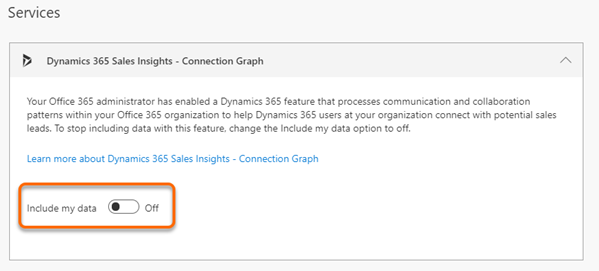 Services
Dynamics 365 Sales Insights - Connection Graph
Your Office 365 administrator has enabled a Dynamics 365 feature that processes communication and collaboration
patterns within your Office 365 organization to help Dynamics 365 users at your organization connect with potential sales
leads. To stop including data with this feature, change the Include my data option to off.
Learn more about Dynamics 365 Sales Insights - Connection Graph
Include my data Off